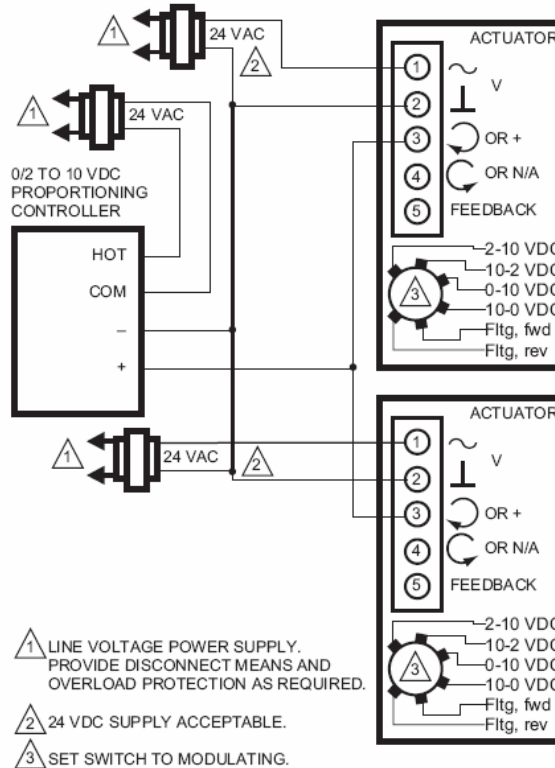 1
24 VAC
2
1
24 VAC
0/2 TO 10 VDC
PROPORTIONING
CONTROLLER
HOT
COM
–
+
1
24 VAC
2
ACTUATOR
1
V
2
3 OR +
4 OR N/A
5 FEEDBACK
2-10 VDC
10-2 VDC
0-10 VDC
10-0 VDC
Fltg, fwd
Fltg, rev
3
ACTUATOR
1
V
2
3 OR +
4 OR N/A
5 FEEDBACK
2-10 VDC
10-2 VDC
0-10 VDC
10-0 VDC
Fltg, fwd
Fltg, rev
3
1 LINE VOLTAGE POWER SUPPLY.
PROVIDE DISCONNECT MEANS AND
OVERLOAD PROTECTION AS REQUIRED.
2 24 VDC SUPPLY ACCEPTABLE.
3 SET SWITCH TO MODULATING.